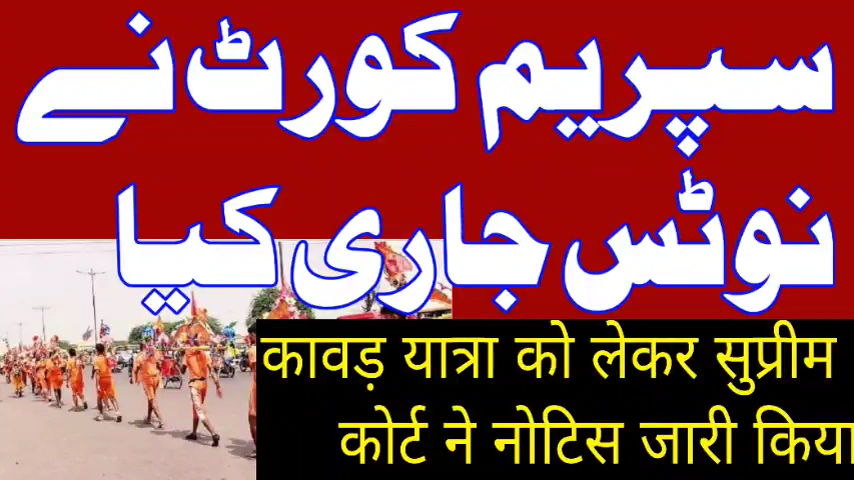 سپریم کورٹ نے
نوٹس جاری کیا
कावड़ यात्रा को लेकर सुप्रीम
कोर्ट ने नोटिस जारी किया